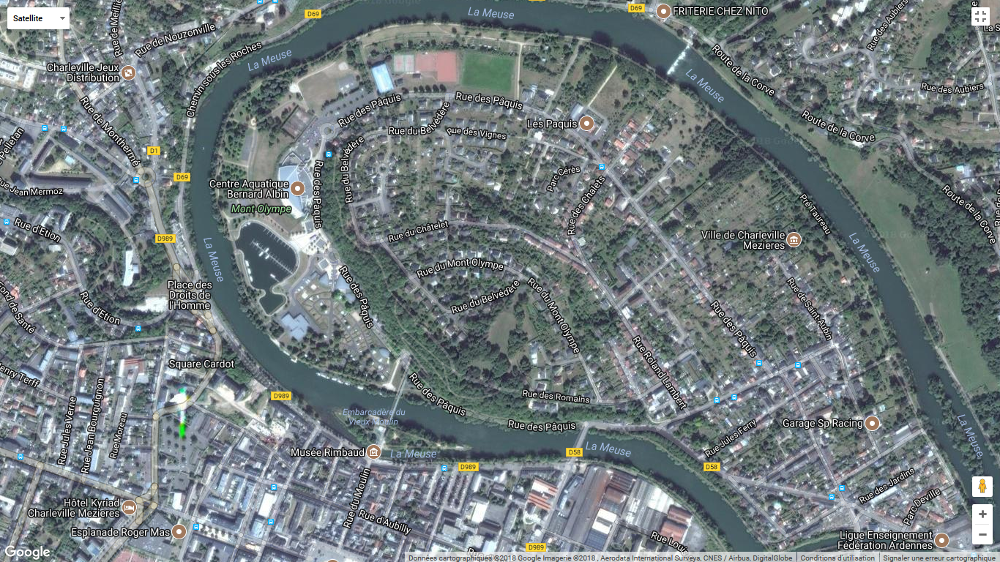 Satellite
La Meuse
D69
D69
FRITERIE CHEZ NITO
Rue de Nouzonville
Rue des Aubiers
La Meuse
Chemin sous les Roches
Charleville Jeux
Distribution
Route de la Corve
La Meuse
Rue des Aubiers
Rue de Monthermé
Rue des Pâquis
Rue des Pâquis
Rue du Belvédère
Rue des Vignes
Les Paquis
Route de la Corve
Pelletan
D1
Rue du Belvédère
D69
Rue des Pâquis
Parc Cérès
Rue des Chalets
Centre Aquatique
Bernard Albin
Mont-Olympe
Rue Jean Mermoz
Route de la Corve
Pré Taureau
Rue d'Etion
D989
Rue du Châtelet
Ville de Charleville
Mezieres
La Meuse
La Meuse
Rue du Mont Olympe
Rue des Pâquis
Rue du Belvédère
Rue du Mont Olympe
Place des
Droits de
l'Homme
Rue d'Etion
Fond de Santé
Rue de Saint-Aubin
Rue des Pâquis
Rue Roland Lambert
Square Cardot
Henry Terff
Rue Jules Verne
Rue Jean Bourguignon
Rue Moreau
D989
Rue des Pâquis
Rue des Romains
Embarcadère du
Vieux Moulin
Rue des Pâquis
Garage Sp Racing
Rue Jules Ferry
La Meuse
Musée Rimbaud
La Meuse
D58
La Meuse
D989
D58
Rue du Moulin
Rue des Jardins
Parc Deville
Hôtel Kyriad
Charleville Mezieres
Rue d'Aubilly
Esplanade Roger Mas
Rue Louis
D989
Ligue Enseignement
Fédération Ardennes
Google
Données cartographiques ©2018 Google Imagerie ©2018 , Aerodata International Surveys, CNES / Airbus, DigitalGlobe
Conditions d'utilisation
Signaler une erreur cartographique